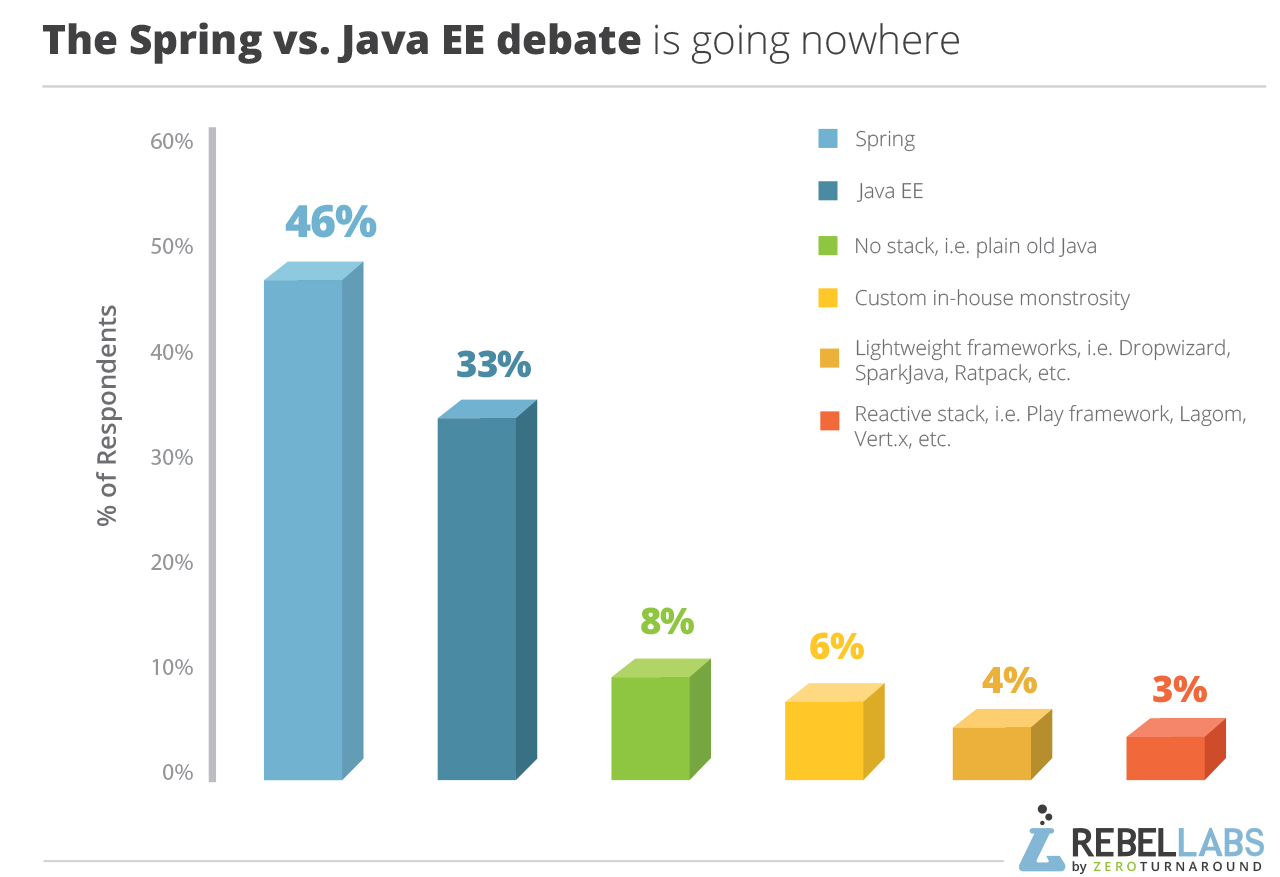 The Spring vs. Java EE debate is going nowhere
60%
50%
40%
30%
20%
10%
0%
% of Respondents
46%
33%
8%
6%
4%
3%
Spring
Java EE
No stack, i.e. plain old Java
Custom in-house monstrosity
Lightweight frameworks, i.e. Dropwizard,
SparkJava, Ratpack, etc.
Reactive stack, i.e. Play framework, Lagom,
Vert.x, etc.
REBELLABS
by ZEROTURNAROUND